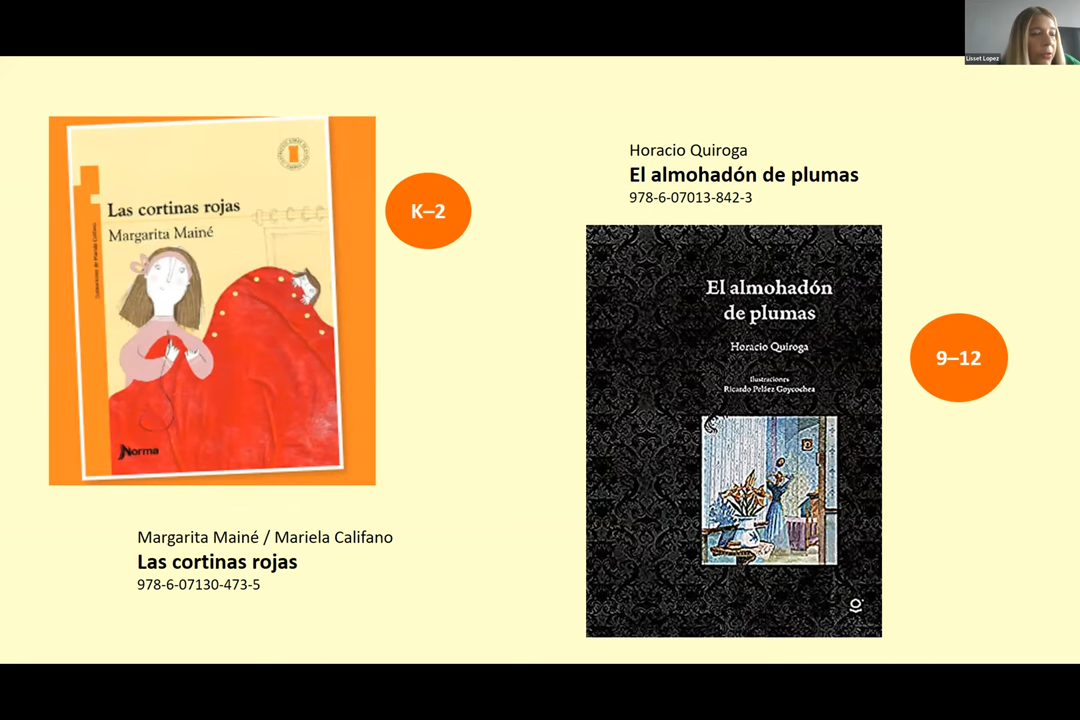 Lisset Lopez
Las cortinas rojas
Margarita Mainé
Norma
K–2
Margarita Mainé / Mariela Califano
Las cortinas rojas
978-6-07130-473-5
Horacio Quiroga
El almohadón de plumas
978-6-07013-842-3
El almohadón
de plumas
Horacio Quiroga
Ilustraciones
Ricardo Peláez Goycochea
9–12